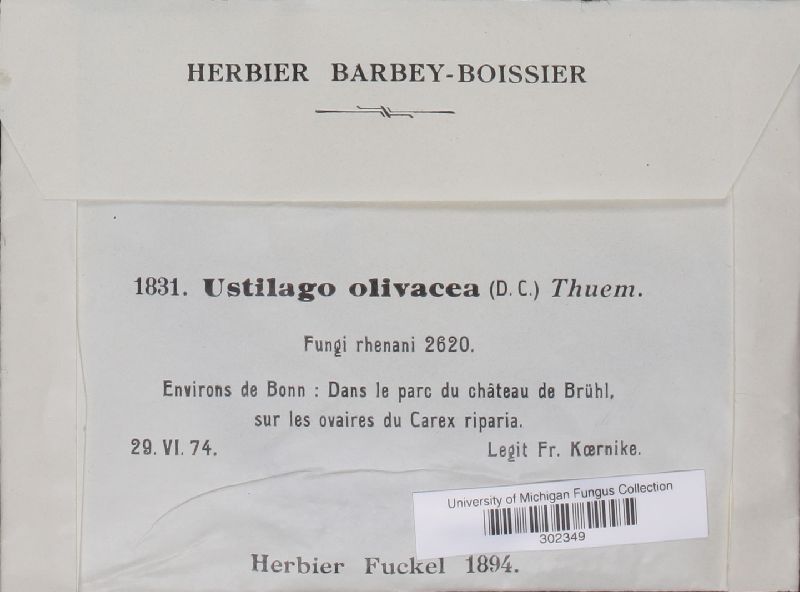 HERBIER BARBEY-BOISSIER
1831. Ustilago olivacea (D. C.) Thuem.
Fungi rhenani 2620.
Environs de Bonn : Dans le parc du château de Brühl,
sur les ovaires du Carex riparia.
29. VI. 74. Legit Fr. Kœrnike.
University of Michigan Fungus Collection
302349
Herbier Fuckel 1894.